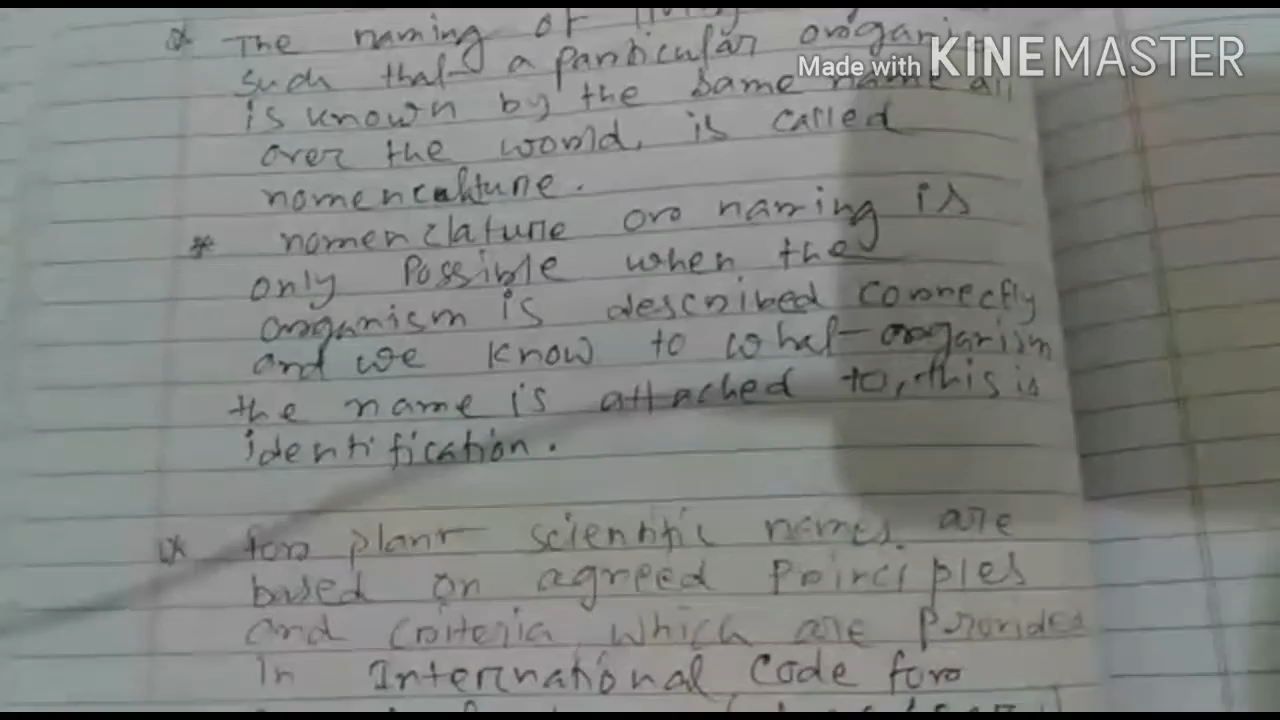 * The naming of living
such that a particular organi
is known by the same name all
over the world, is called
nomenclature.
* nomenclature or naming is
only possible when the
organism is described correctly
and we know to what organism
the name is attached to, this is
identification.
* for plant scientific names are
based on agreed Principles
and criteria which are provided
In International Code for
Made with KINEMASTER